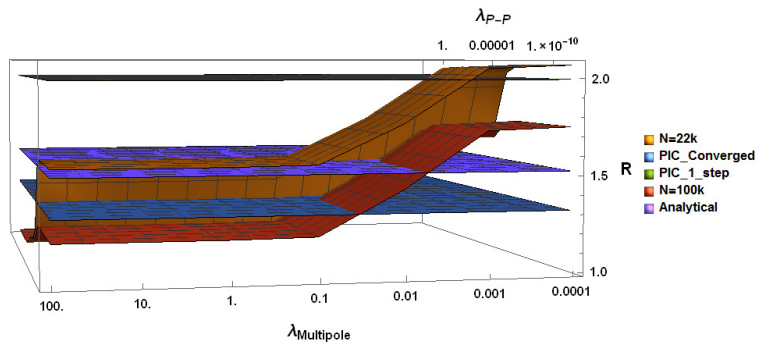 λP-P
1. 0.00001 1.×10⁻¹⁰
2.0
1.5
1.0
R
100. 10. 1. 0.1 0.01 0.001 0.0001
λMultipole
N=22k
PIC_Converged
PIC_1_step
N=100k
Analytical